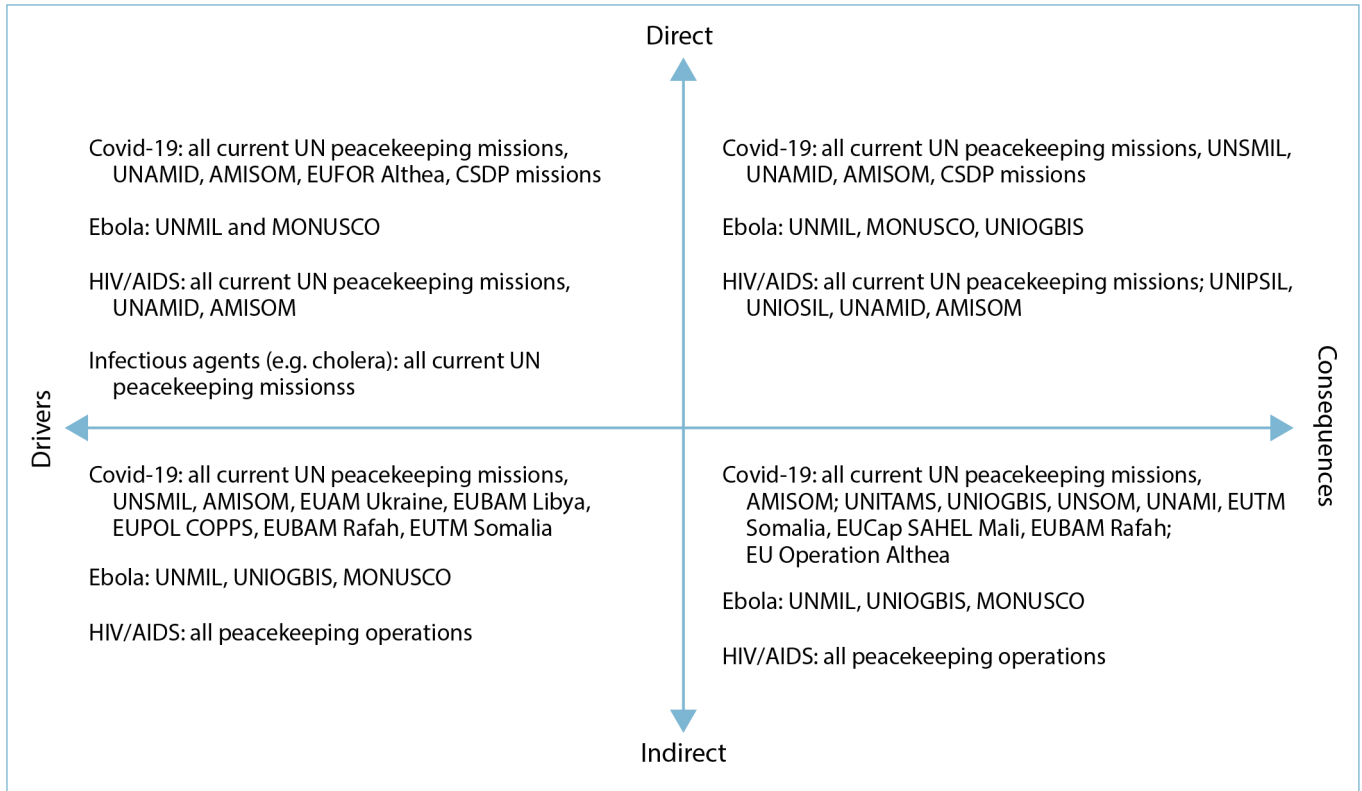 Direct
Covid-19: all current UN peacekeeping missions,
UNAMID, AMISOM, EUFOR Althea, CSDP missions
Ebola: UNMIL and MONUSCO
HIV/AIDS: all current UN peacekeeping missions,
UNAMID, AMISOM
Infectious agents (e.g. cholera): all current UN
peacekeeping missionss
Covid-19: all current UN peacekeeping missions, UNSMIL,
UNAMID, AMISOM, CSDP missions
Ebola: UNMIL, MONUSCO, UNIOGBIS
HIV/AIDS: all current UN peacekeeping missions; UNIPSIL,
UNIOSIL, UNAMID, AMISOM
Drivers
Consequences
Covid-19: all current UN peacekeeping missions,
UNSMIL, AMISOM, EUAM Ukraine, EUBAM Libya,
EUPOL COPPS, EUBAM Rafah, EUTM Somalia
Ebola: UNMIL, UNIOGBIS, MONUSCO
HIV/AIDS: all peacekeeping operations
Covid-19: all current UN peacekeeping missions,
AMISOM; UNITAMS, UNIOGBIS, UNSOM, UNAMI, EUTM
Somalia, EUCap SAHEL Mali, EUBAM Rafah;
EU Operation Althea
Ebola: UNMIL, UNIOGBIS, MONUSCO
HIV/AIDS: all peacekeeping operations
Indirect